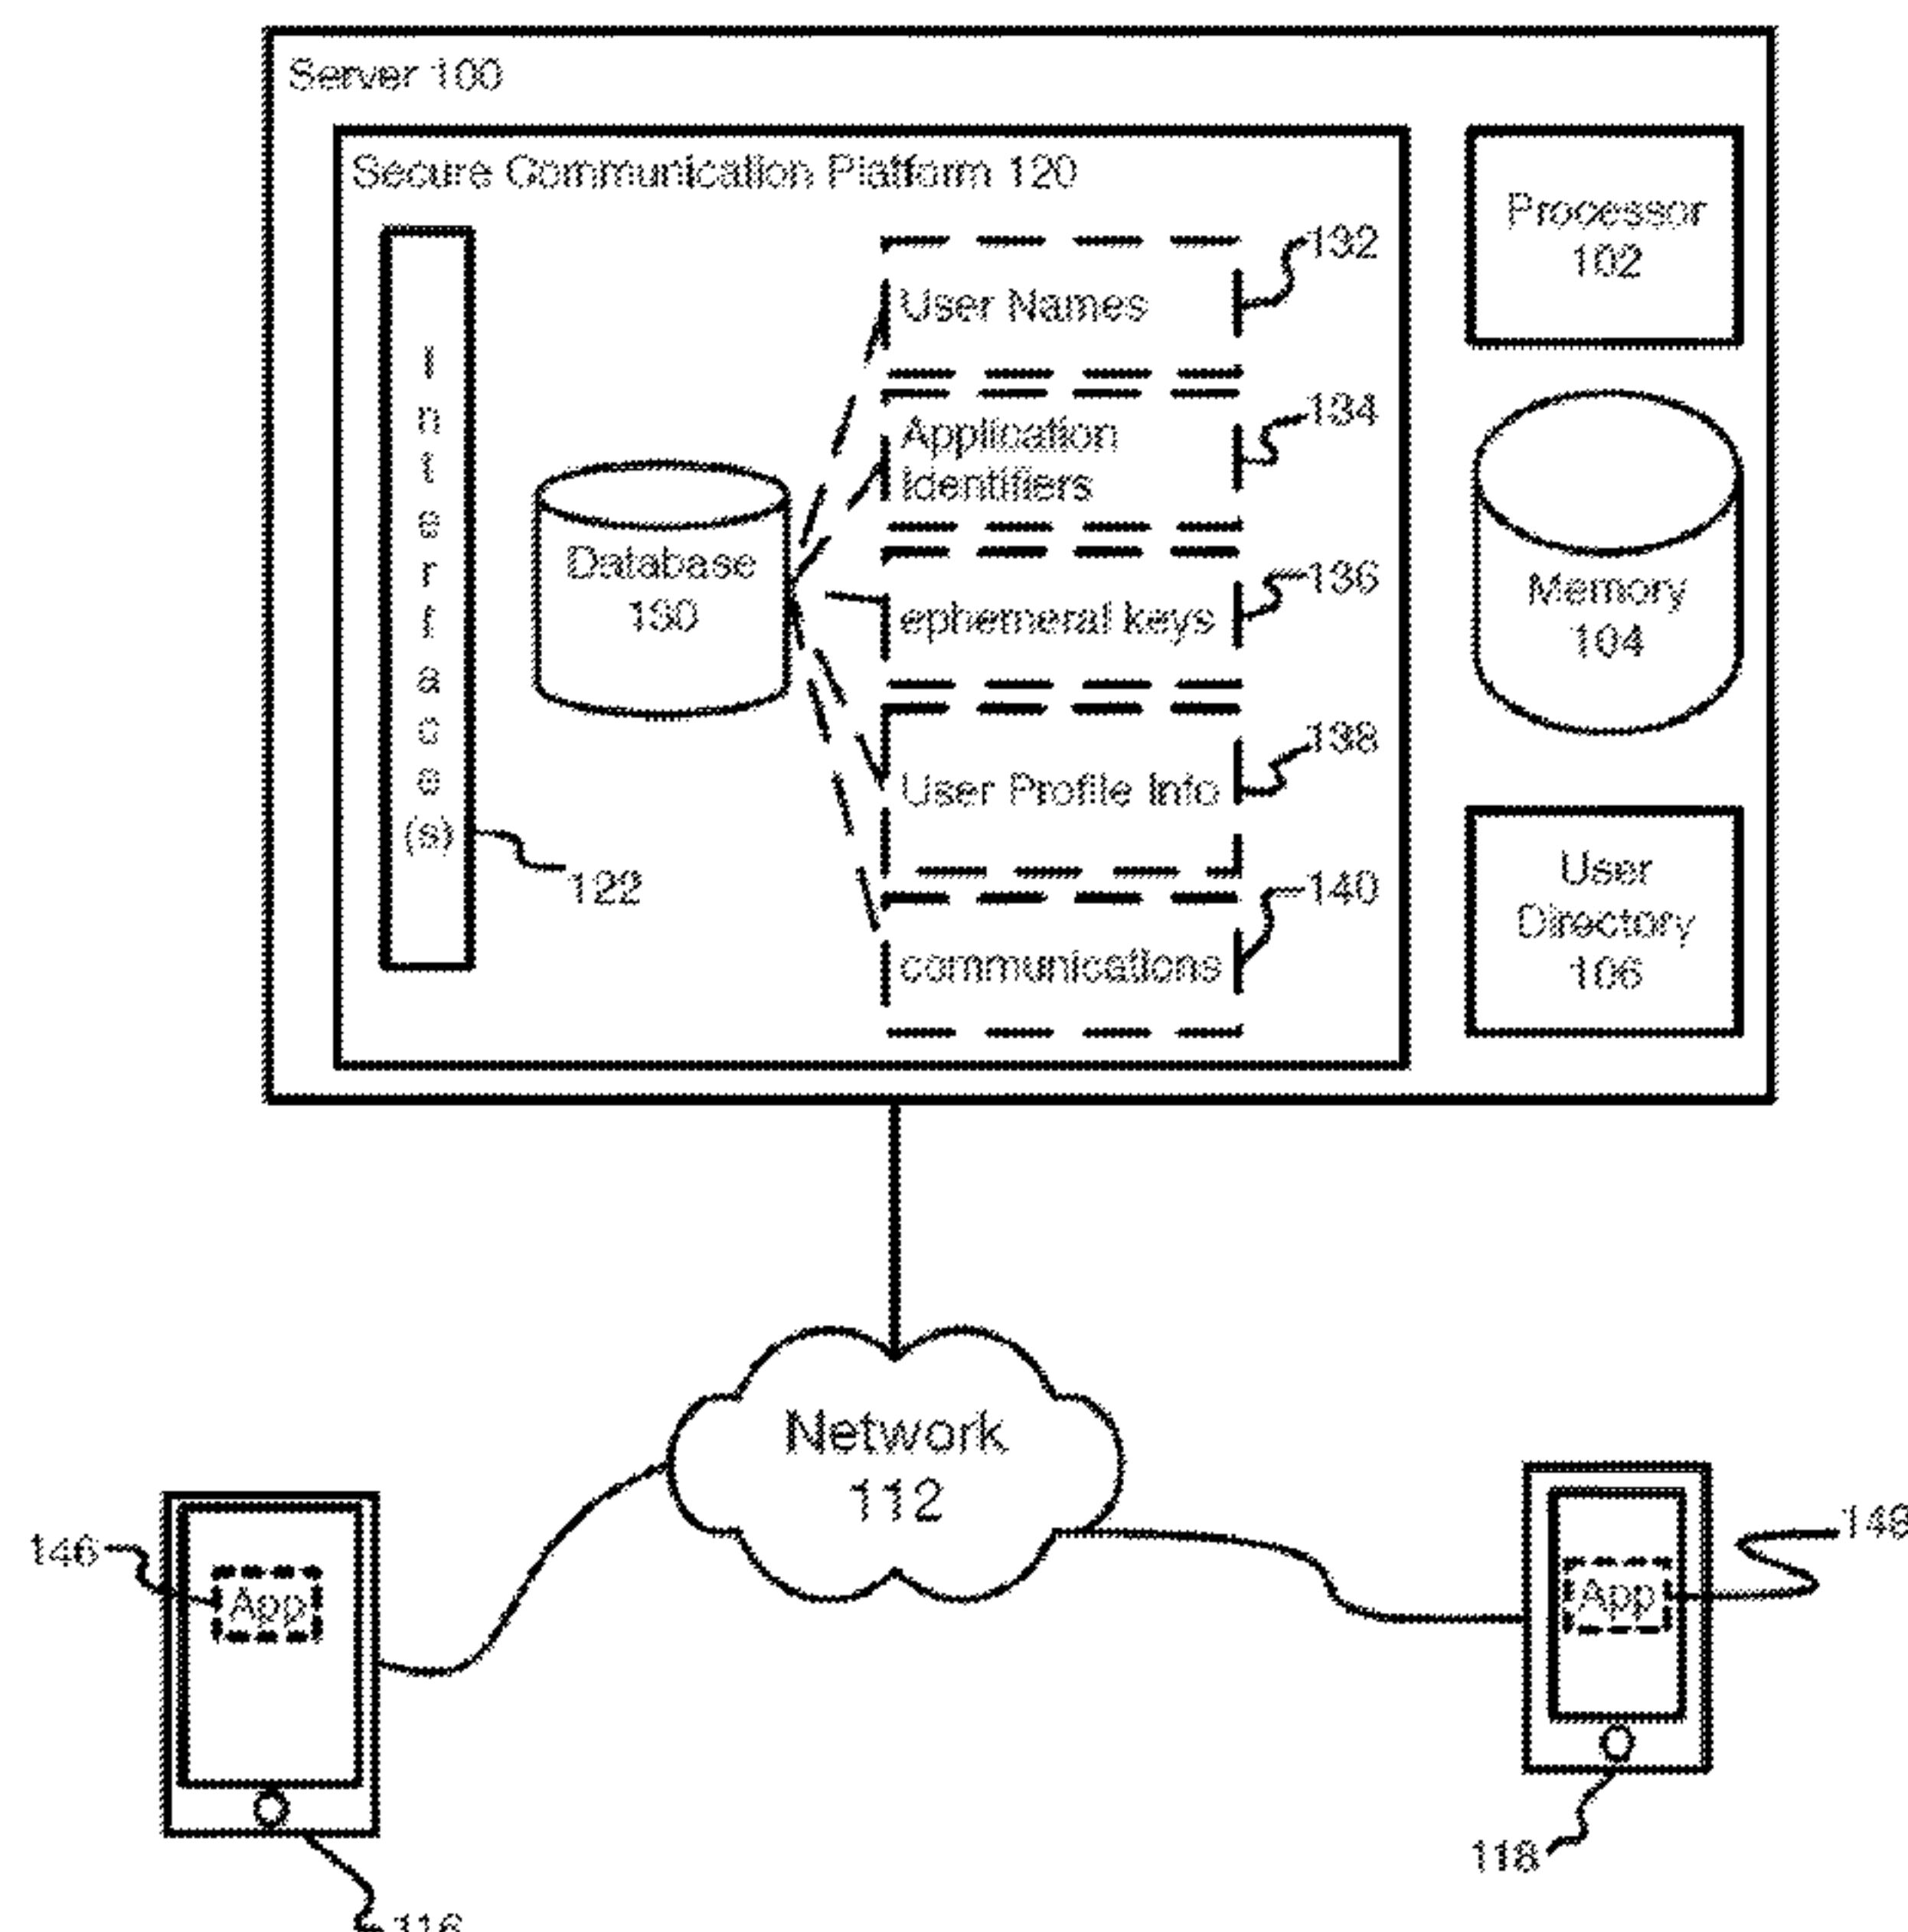 Server 100
Secure Communication Platform 120
Processor
102
132
User Names
Interface(s)
134
Application
Identifiers
Database
130
136
ephemeral keys
Memory
104
138
User Profile Info
122
User
Directory
106
140
communications
Network
112
146
App
148
App
118
116